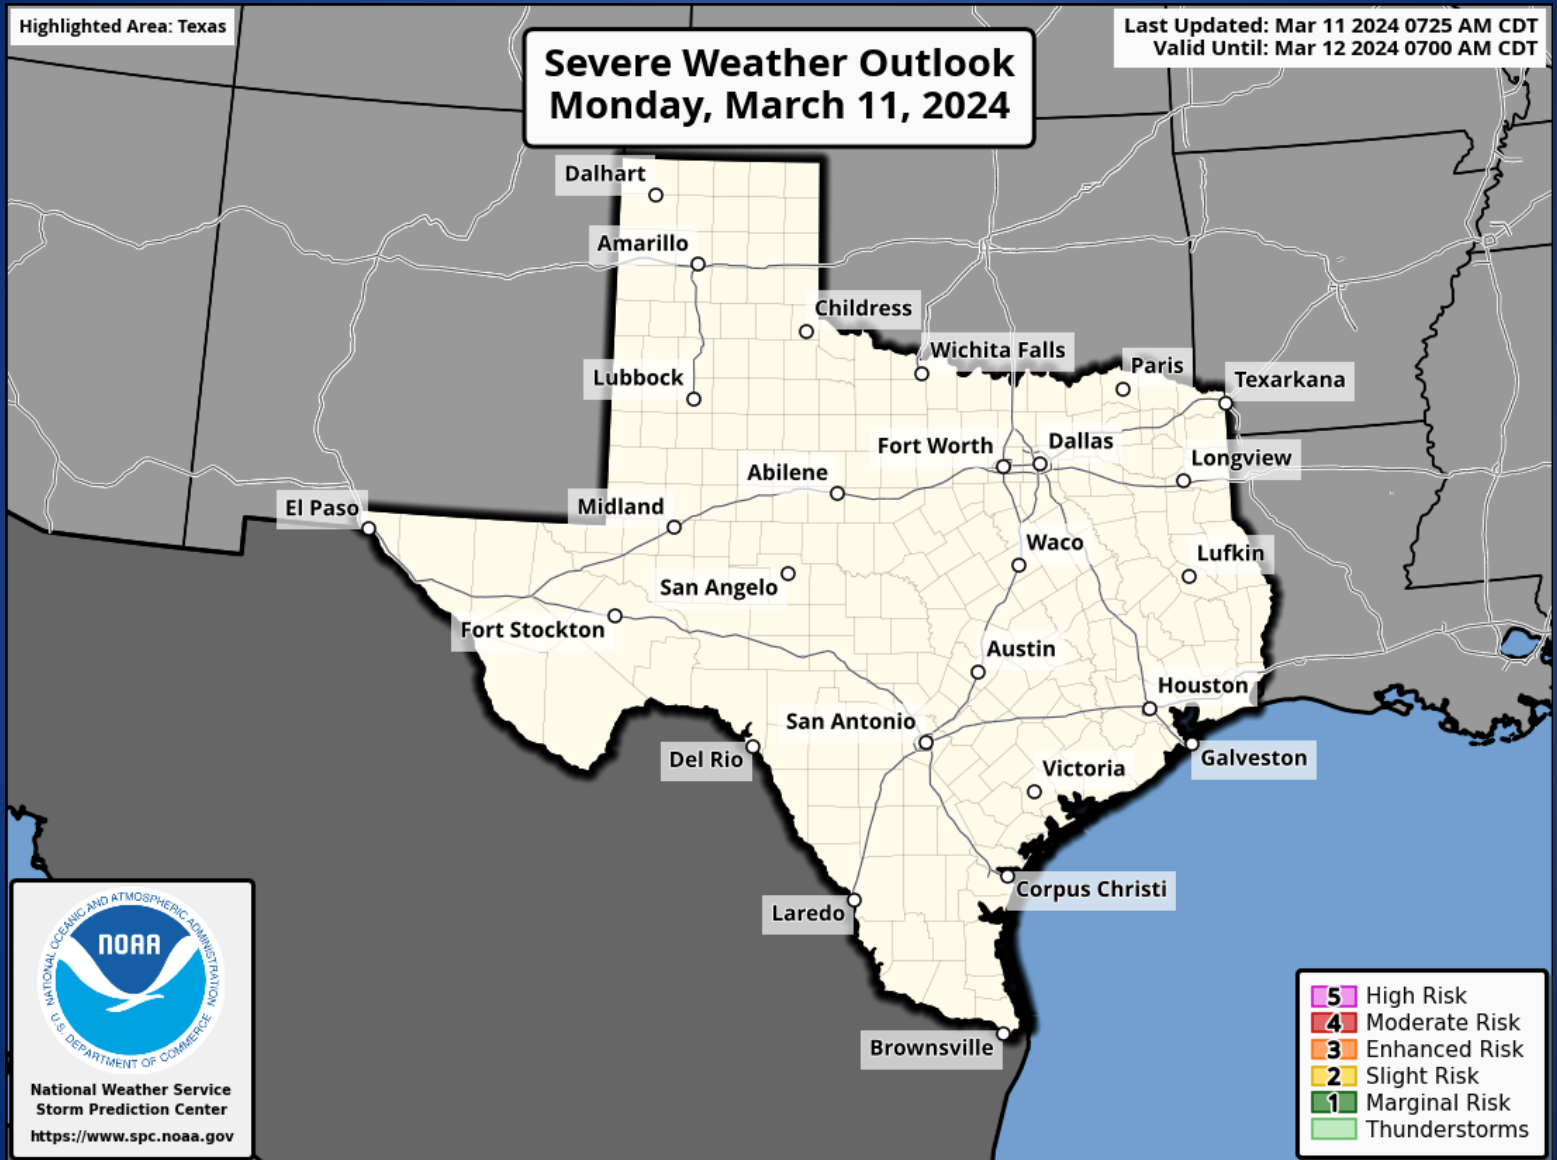 Highlighted Area: Texas
Severe Weather Outlook
Monday, March 11, 2024
Last Updated: Mar 11 2024 0725 AM CDT
Valid Until: Mar 12 2024 0700 AM CDT
Dalhart
Amarillo
Childress
Wichita Falls
Paris
Texarkana
Lubbock
Fort Worth
Dallas
Longview
Abilene
Midland
El Paso
Waco
Lufkin
San Angelo
Fort Stockton
Austin
Houston
San Antonio
Del Rio
Galveston
Victoria
Corpus Christi
Laredo
Brownsville
NATIONAL OCEANIC AND ATMOSPHERIC ADMINISTRATION
NOAA
U.S. DEPARTMENT OF COMMERCE
National Weather Service
Storm Prediction Center
https://www.spc.noaa.gov
5 High Risk
4 Moderate Risk
3 Enhanced Risk
2 Slight Risk
1 Marginal Risk
Thunderstorms